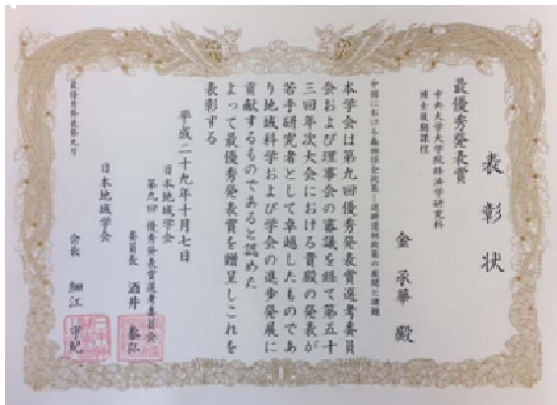 表彰状
最優秀発表賞
中央大学大学院経済学研究科
博士後期課程
金 承華 殿
本学会は第九回優秀発表賞選考委員
会および理事会の審議を経て第五十
三回年次大会における貴殿の発表が
若手研究者として卓越したものであ
り地域科学および学会の進歩発展に
貢献するものであると認めた
よって最優秀発表賞を贈呈しこれを
表彰する
平成二十九年十月七日
日本地域学会
第九回 優秀発表賞選考委員会
委員長 酒井 泰弘
日本地域学会
会長 細江 守紀